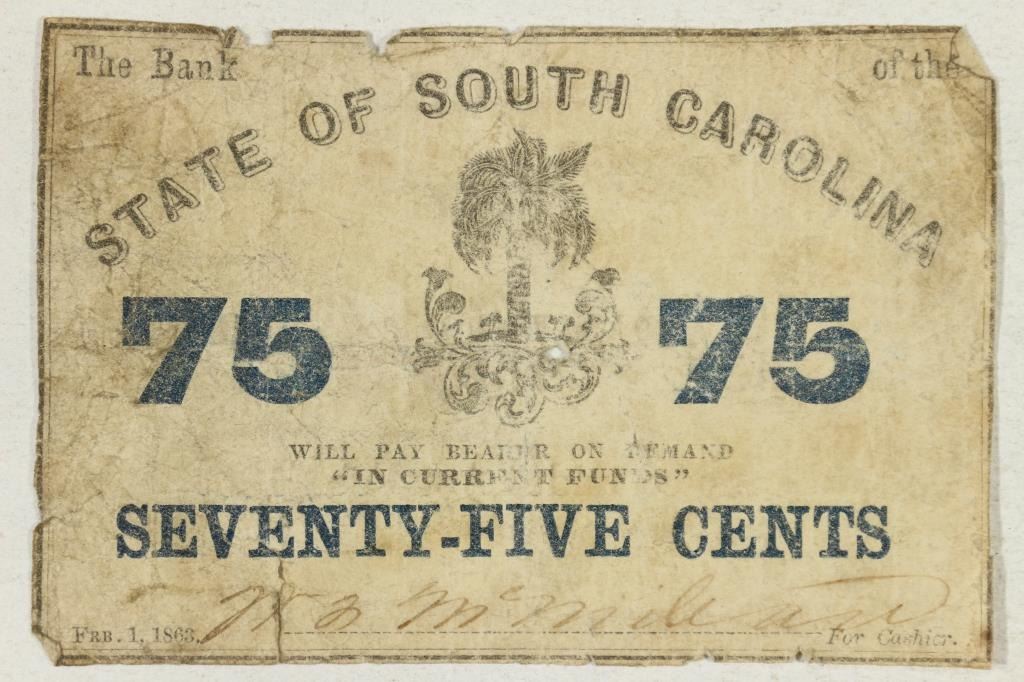 The Bank of the
STATE OF SOUTH CAROLINA
75 75
WILL PAY BEARER ON DEMAND
"IN CURRENT FUNDS"
SEVENTY-FIVE CENTS
FEB. 1, 1863. McMillan For Cashier.